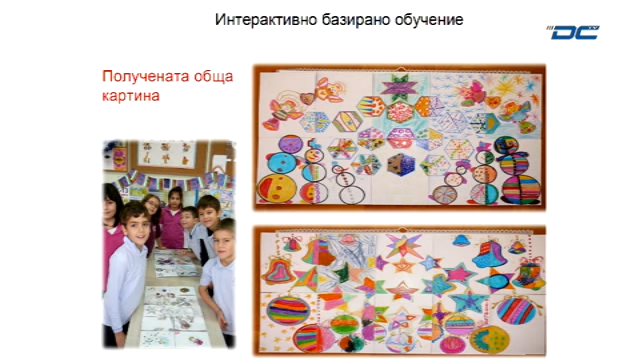 Интерактивно базирано обучение
DC
Получената обща
картина